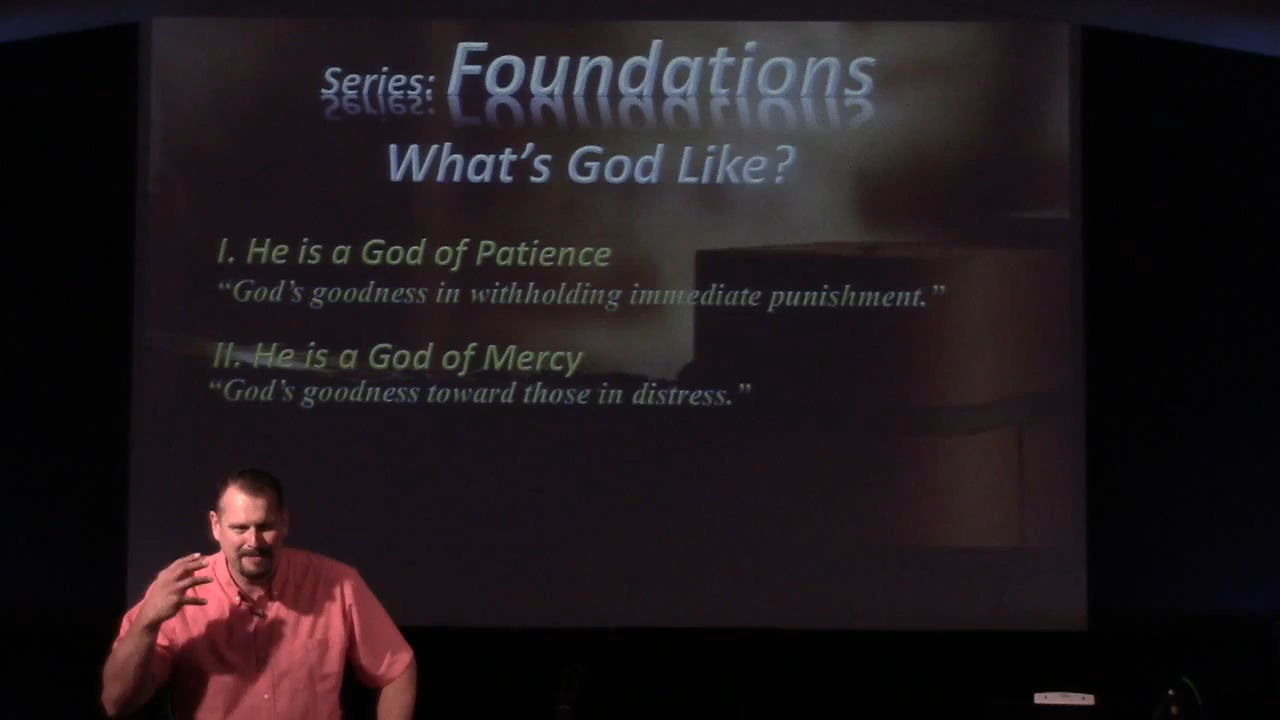 Series: Foundations
What's God Like?
I. He is a God of Patience
“God's goodness in withholding immediate punishment.”
II. He is a God of Mercy
“God's goodness toward those in distress.”